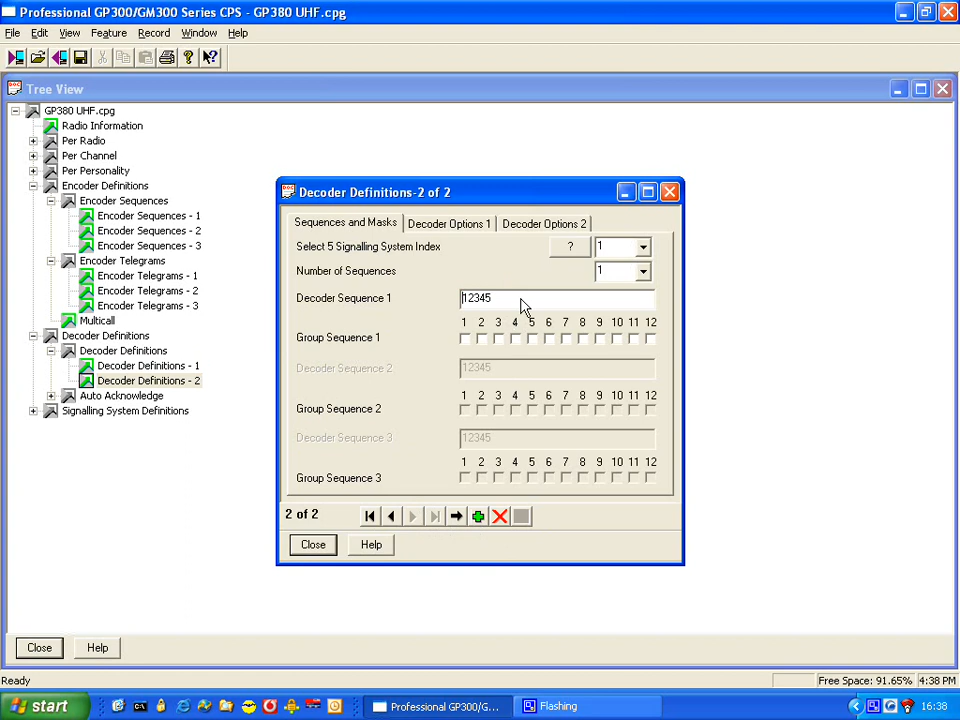 Professional GP300/GM300 Series CPS - GP380 UHF.cpg
File Edit View Feature Record Window Help
Tree View
GP380 UHF.cpg
Radio Information
Per Radio
Per Channel
Per Personality
Encoder Definitions
Encoder Sequences
Encoder Sequences - 1
Encoder Sequences - 2
Encoder Sequences - 3
Encoder Telegrams
Encoder Telegrams - 1
Encoder Telegrams - 2
Encoder Telegrams - 3
Multicall
Decoder Definitions
Decoder Definitions
Decoder Definitions - 1
Decoder Definitions - 2
Auto Acknowledge
Signalling System Definitions
Decoder Definitions-2 of 2
Sequences and Masks Decoder Options 1 Decoder Options 2
Select 5 Signalling System Index ? 1
Number of Sequences 1
Decoder Sequence 1 12345
1 2 3 4 5 6 7 8 9 10 11 12
Group Sequence 1
Decoder Sequence 2 12345
1 2 3 4 5 6 7 8 9 10 11 12
Group Sequence 2
Decoder Sequence 3 12345
1 2 3 4 5 6 7 8 9 10 11 12
Group Sequence 3
2 of 2
Close Help
Close Help
Ready Free Space: 91.65% 4:38 PM
start Professional GP300/G... Flashing 16:38